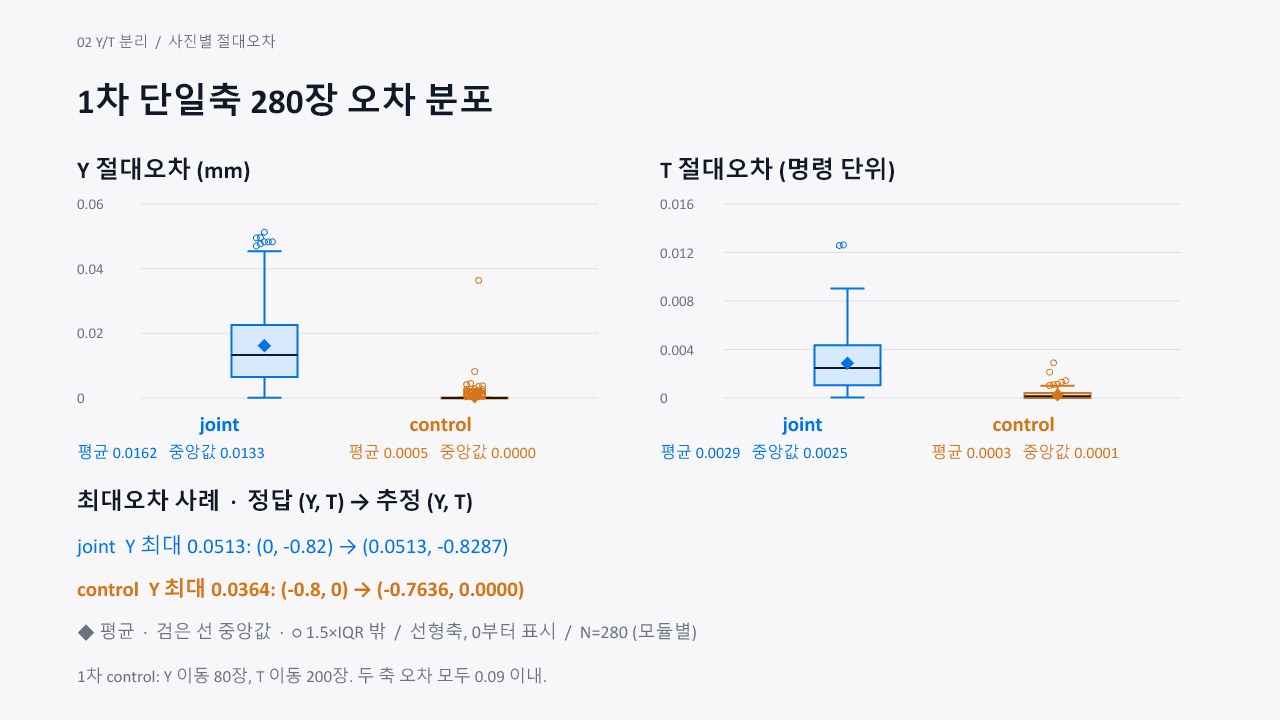 02 Y/T 분리 / 사진별 절대오차
1차 단일축 280장 오차 분포
Y 절대오차 (mm)
0.06
0.04
0.02
0
joint
control
평균 0.0162 중앙값 0.0133
평균 0.0005 중앙값 0.0000
T 절대오차 (명령 단위)
0.016
0.012
0.008
0.004
0
joint
control
평균 0.0029 중앙값 0.0025
평균 0.0003 중앙값 0.0001
최대오차 사례 · 정답 (Y, T) → 추정 (Y, T)
joint Y 최대 0.0513: (0, -0.82) → (0.0513, -0.8287)
control Y 최대 0.0364: (-0.8, 0) → (-0.7636, 0.0000)
◆ 평균 · 검은 선 중앙값 · ○ 1.5×IQR 밖 / 선형축, 0부터 표시 / N=280 (모듈별)
1차 control: Y 이동 80장, T 이동 200장. 두 축 오차 모두 0.09 이내.